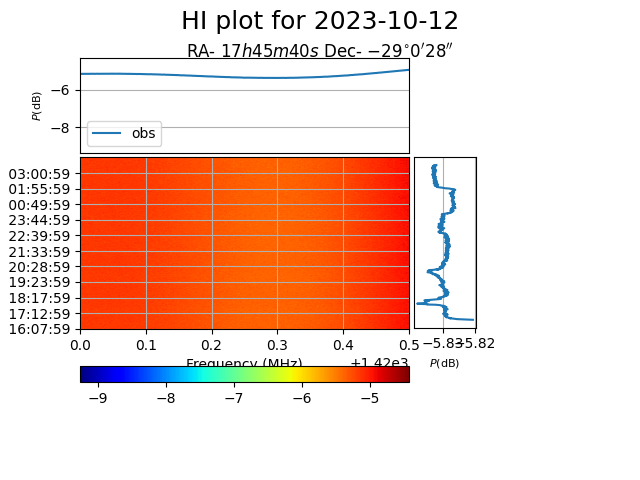 HI plot for 2023-10-12
RA- 17h45m40s Dec- −29°0′28″
P(dB)
−6
−8
obs
03:00:59
01:55:59
00:49:59
23:44:59
22:39:59
21:33:59
20:28:59
19:23:59
18:17:59
17:12:59
16:07:59
0.0 0.1 0.2 0.3 0.4 0.5
Frequency (MHz) +1.42e3
−5.83 −5.82
P(dB)
−9 −8 −7 −6 −5